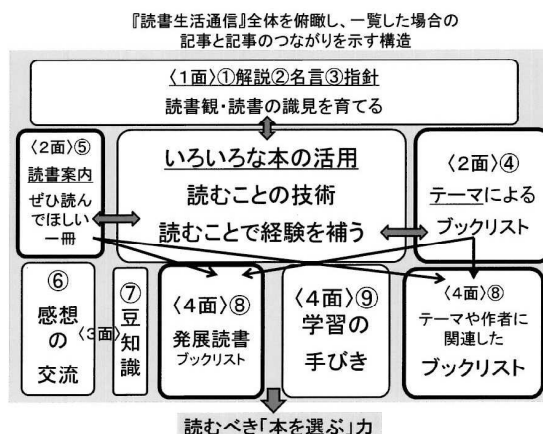 『読書生活通信』全体を俯瞰し、一覧した場合の
記事と記事のつながりを示す構造
〈1面〉①解説②名言③指針
読書観・読書の識見を育てる
〈2面〉⑤
読書案内
ぜひ読ん
でほしい
一冊
いろいろな本の活用
読むことの技術
読むことで経験を補う
〈2面〉④
テーマによる
ブックリスト
⑥
感想
の
交流
〈3面〉
⑦
豆
知
識
〈4面〉⑧
発展読書
ブックリスト
〈4面〉⑨
学習の
手びき
〈4面〉⑧
テーマや作者に
関連した
ブックリスト
読むべき「本を選ぶ」力